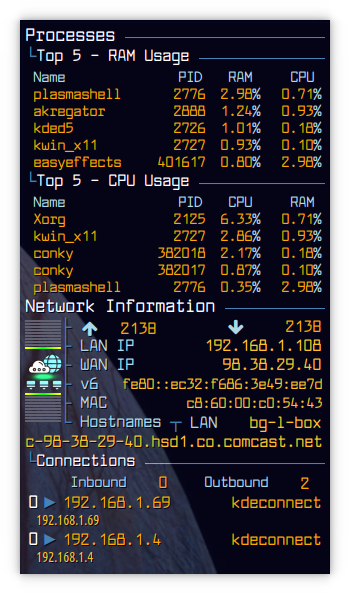 Processes
Top 5 - RAM Usage
Name PID RAM CPU
plasmashell 2776 2.98% 0.71%
akregator 2888 1.24% 0.93%
kded5 2726 1.01% 0.18%
kwin_x11 2727 0.93% 0.10%
easyeffects 401617 0.80% 2.98%
Top 5 - CPU Usage
Name PID CPU RAM
Xorg 2125 6.33% 0.71%
kwin_x11 2727 2.86% 0.93%
conky 382018 2.17% 0.18%
conky 382017 0.87% 0.10%
plasmashell 2776 0.35% 2.98%
Network Information
213B 213B
LAN IP 192.168.1.108
WAN IP 98.38.29.40
v6 fe80::ec32:f686:3e49:ee7d
MAC c8:60:00:c0:54:43
Hostnames LAN bg-l-box
c-98-38-29-40.hsd1.co.comcast.net
Connections
Inbound 0 Outbound 2
0 ▶ 192.168.1.69 kdeconnect
192.168.1.69
0 ▶ 192.168.1.4 kdeconnect
192.168.1.4